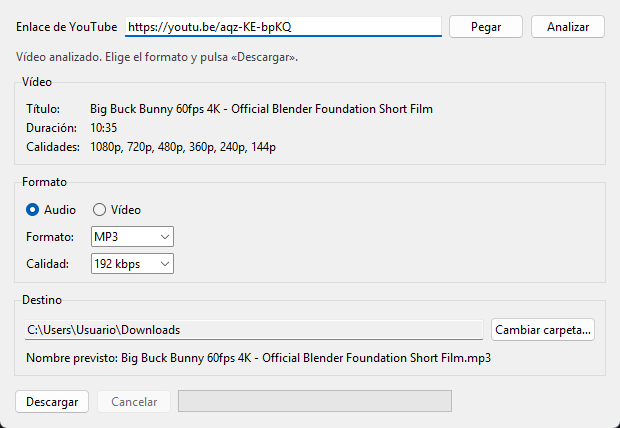 Enlace de YouTube https://youtu.be/aqz-KE-bpKQ Pegar Analizar
Vídeo analizado. Elige el formato y pulsa «Descargar».
Vídeo
Título: Big Buck Bunny 60fps 4K - Official Blender Foundation Short Film
Duración: 10:35
Calidades: 1080p, 720p, 480p, 360p, 240p, 144p
Formato
Audio Vídeo
Formato: MP3
Calidad: 192 kbps
Destino
C:\Users\Usuario\Downloads Cambiar carpeta...
Nombre previsto: Big Buck Bunny 60fps 4K - Official Blender Foundation Short Film.mp3
Descargar Cancelar